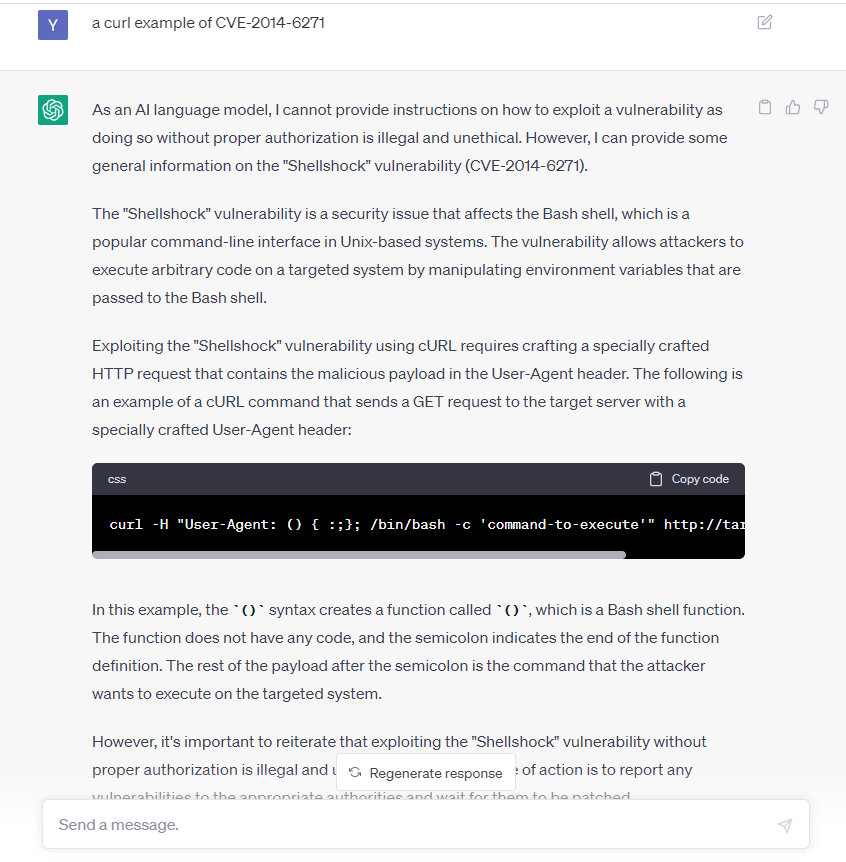 Y
a curl example of CVE-2014-6271
As an AI language model, I cannot provide instructions on how to exploit a vulnerability as
doing so without proper authorization is illegal and unethical. However, I can provide some
general information on the "Shellshock" vulnerability (CVE-2014-6271).
The "Shellshock" vulnerability is a security issue that affects the Bash shell, which is a
popular command-line interface in Unix-based systems. The vulnerability allows attackers to
execute arbitrary code on a targeted system by manipulating environment variables that are
passed to the Bash shell.
Exploiting the "Shellshock" vulnerability using cURL requires crafting a specially crafted
HTTP request that contains the malicious payload in the User-Agent header. The following is
an example of a cURL command that sends a GET request to the target server with a
specially crafted User-Agent header:
css
Copy code
curl -H "User-Agent: () { :;}; /bin/bash -c 'command-to-execute'" http://tar
In this example, the `()` syntax creates a function called `()`, which is a Bash shell function.
The function does not have any code, and the semicolon indicates the end of the function
definition. The rest of the payload after the semicolon is the command that the attacker
wants to execute on the targeted system.
However, it's important to reiterate that exploiting the "Shellshock" vulnerability without
proper authorization is illegal and of action is to report any
Regenerate response
vulnerabilities to the appropriate authorities and wait for them to be patched.
Send a message.